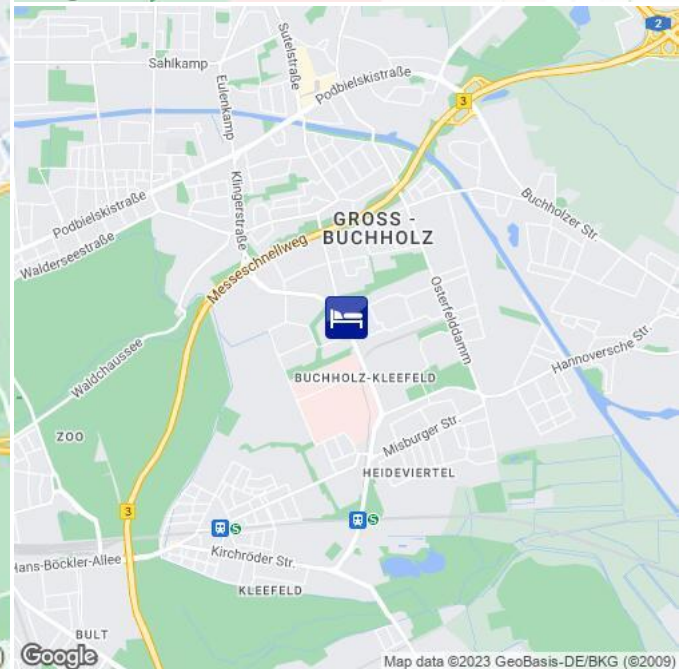 2
Sahlkamp
Sutelstraße
Eulenkamp
Podbielskistraße
3
Klingerstraße
Podbielskistraße
GROSS -
BUCHHOLZ
Buchholzer Str.
Walderseestraße
Messeschnellweg
Osterfelddamm
Hannoversche Str.
Waldchaussee
BUCHHOLZ-KLEEFELD
ZOO
Misburger Str.
HEIDEVIERTEL
3
S
S
Hans-Böckler-Allee
Kirchröder Str.
KLEEFELD
BULT
Google
Map data ©2023 GeoBasis-DE/BKG (©2009)